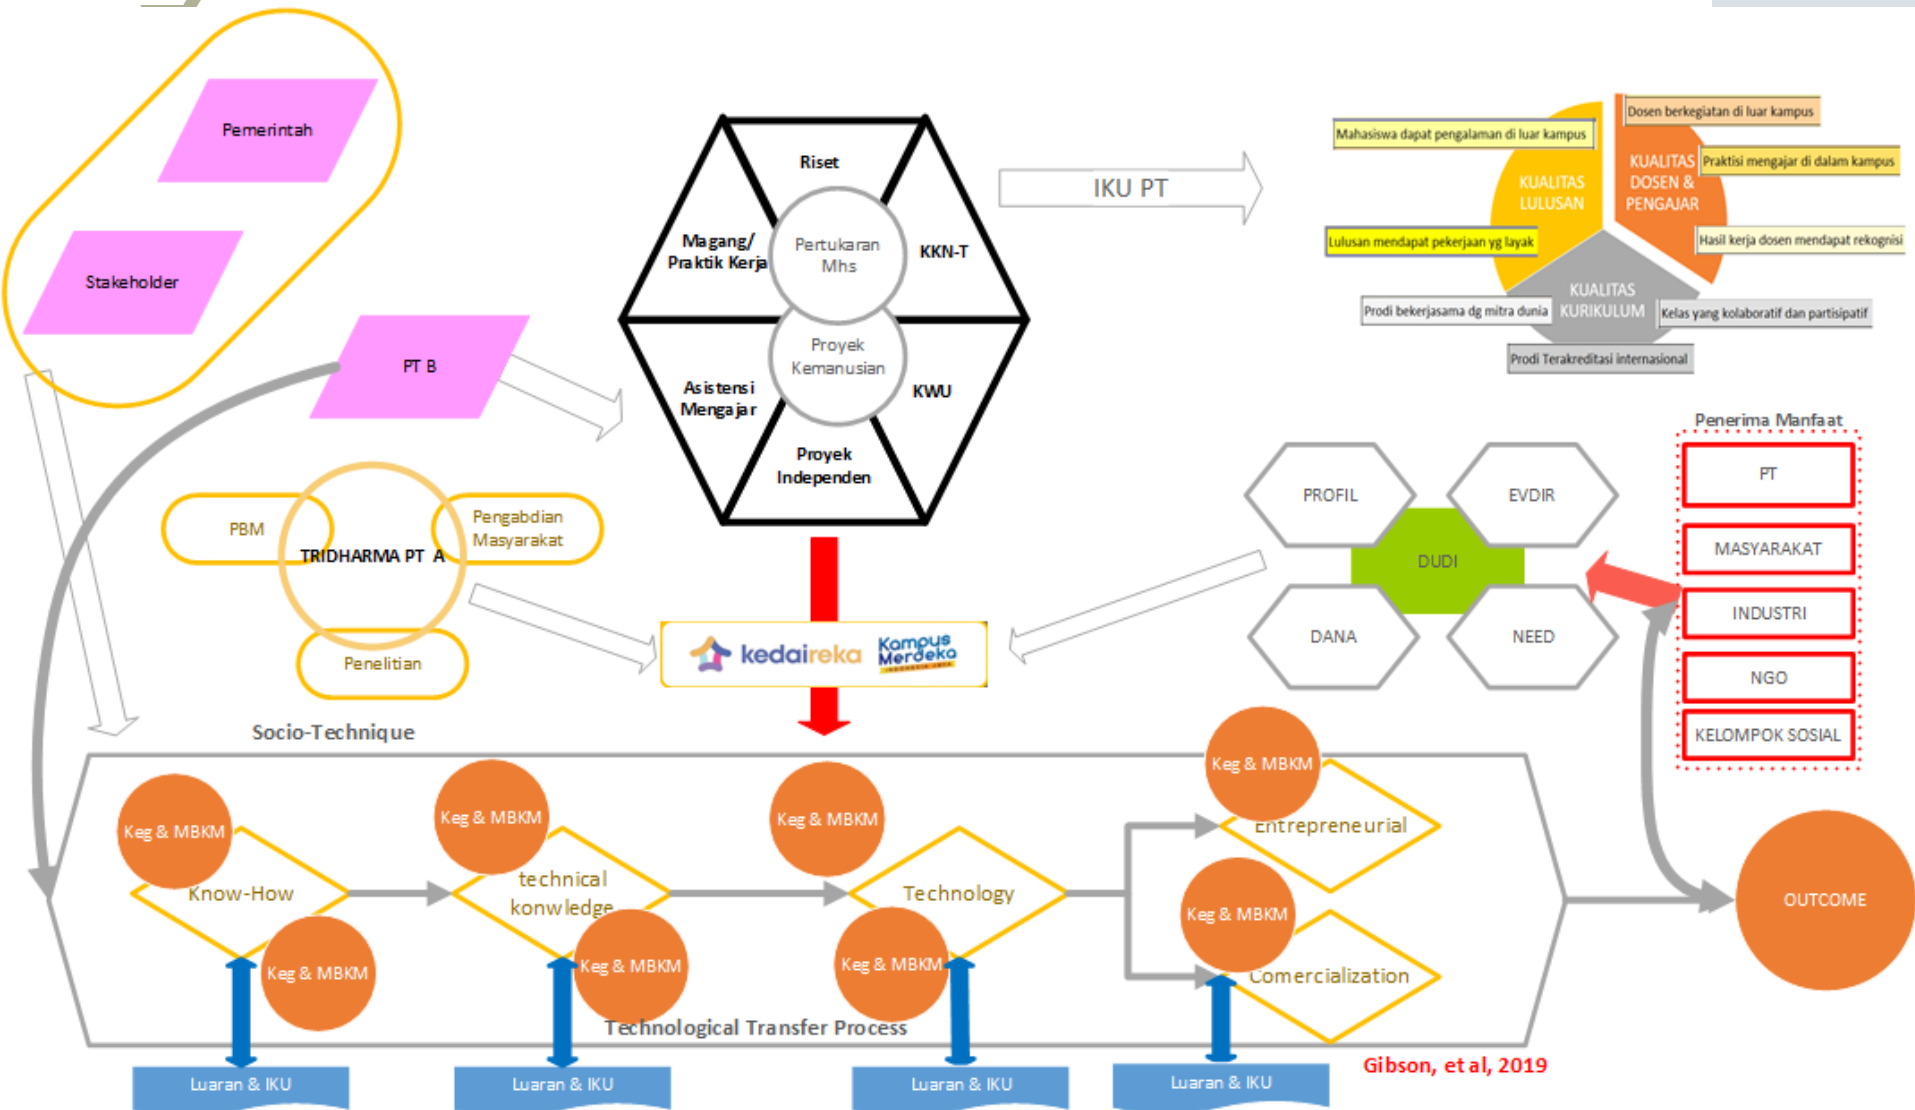 Pemerintah
Stakeholder
PT B
Riset
Magang/
Praktik Kerja
Pertukaran
Mhs
KKN-T
Proyek
Kemanusian
Asistensi
Mengajar
KWU
Proyek
Independen
IKU PT
Dosen berkegiatan di luar kampus
Mahasiswa dapat pengalaman di luar kampus
Praktisi mengajar di dalam kampus
KUALITAS
LULUSAN
KUALITAS
DOSEN &
PENGAJAR
Lulusan mendapat pekerjaan yg layak
Hasil kerja dosen mendapat rekognisi
KUALITAS
KURIKULUM
Prodi bekerjasama dg mitra dunia
Kelas yang kolaboratif dan partisipatif
Prodi Terakreditasi internasional
PBM
Pengabdian
Masyarakat
TRIDHARMA PT A
Penelitian
kedaireka
Kampus
Merdeka
INDONESIA JAYA
PROFIL
EVDIR
DUDI
DANA
NEED
Penerima Manfaat
PT
MASYARAKAT
INDUSTRI
NGO
KELOMPOK SOSIAL
Socio-Technique
Keg & MBKM
Keg & MBKM
Keg & MBKM
Keg & MBKM
Know-How
technical
konwledge
Technology
Entrepreneurial
Keg & MBKM
Keg & MBKM
Keg & MBKM
Keg & MBKM
Comercialization
OUTCOME
Technological Transfer Process
Gibson, et al, 2019
Luaran & IKU
Luaran & IKU
Luaran & IKU
Luaran & IKU